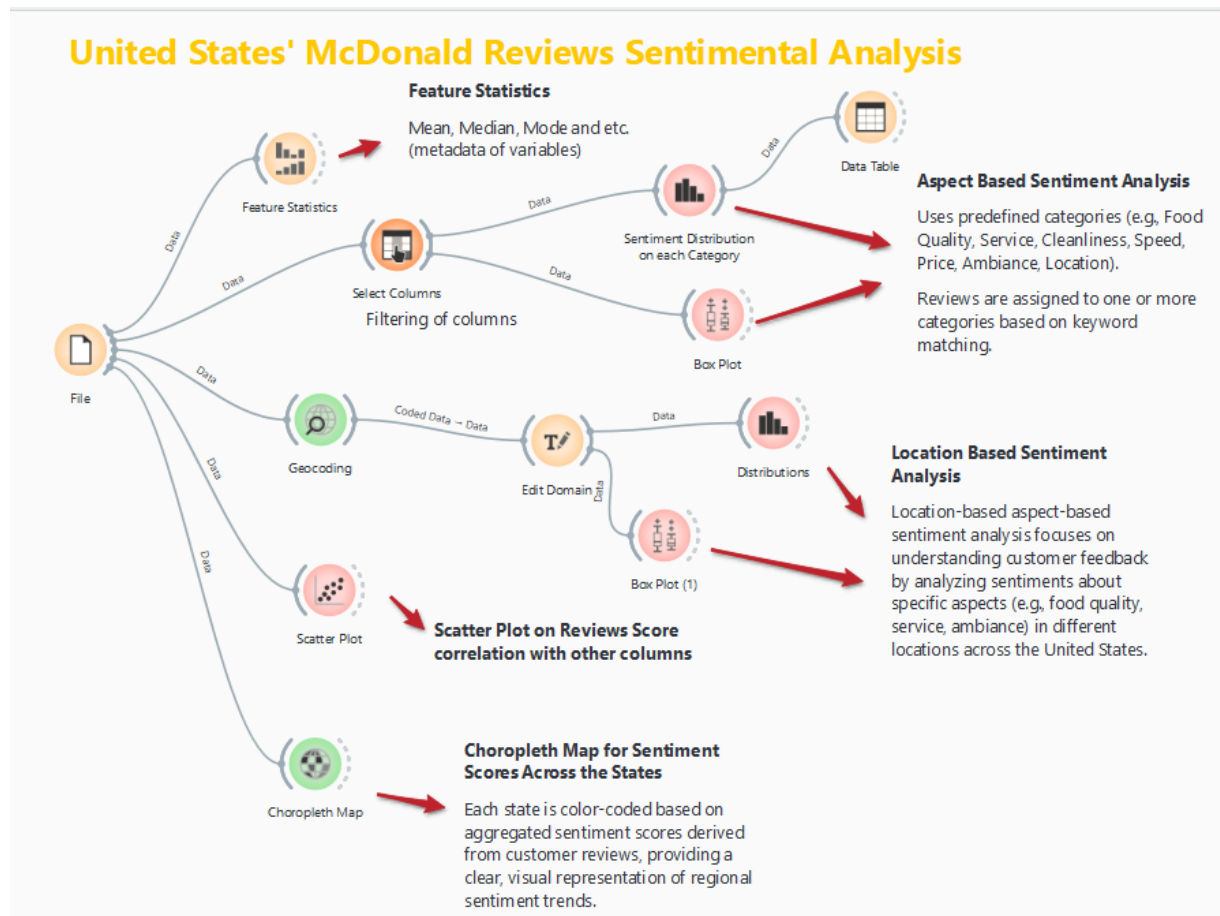 United States' McDonald Reviews Sentimental Analysis
Feature Statistics
Mean, Median, Mode and etc.
(metadata of variables)
Feature Statistics
Data
Data
Data Table
Data
Sentiment Distribution
on each Category
Aspect Based Sentiment Analysis
Uses predefined categories (e.g., Food
Quality, Service, Cleanliness, Speed,
Price, Ambiance, Location).
Reviews are assigned to one or more
categories based on keyword
matching.
Data
Select Columns
Filtering of columns
Data
Box Plot
File
Data
Geocoding
Coded Data → Data
Edit Domain
Data
Distributions
Data
Box Plot (1)
Location Based Sentiment
Analysis
Location-based aspect-based
sentiment analysis focuses on
understanding customer feedback
by analyzing sentiments about
specific aspects (e.g., food quality,
service, ambiance) in different
locations across the United States.
Data
Scatter Plot
Scatter Plot on Reviews Score
correlation with other columns
Data
Choropleth Map
Choropleth Map for Sentiment
Scores Across the States
Each state is color-coded based on
aggregated sentiment scores derived
from customer reviews, providing a
clear, visual representation of regional
sentiment trends.